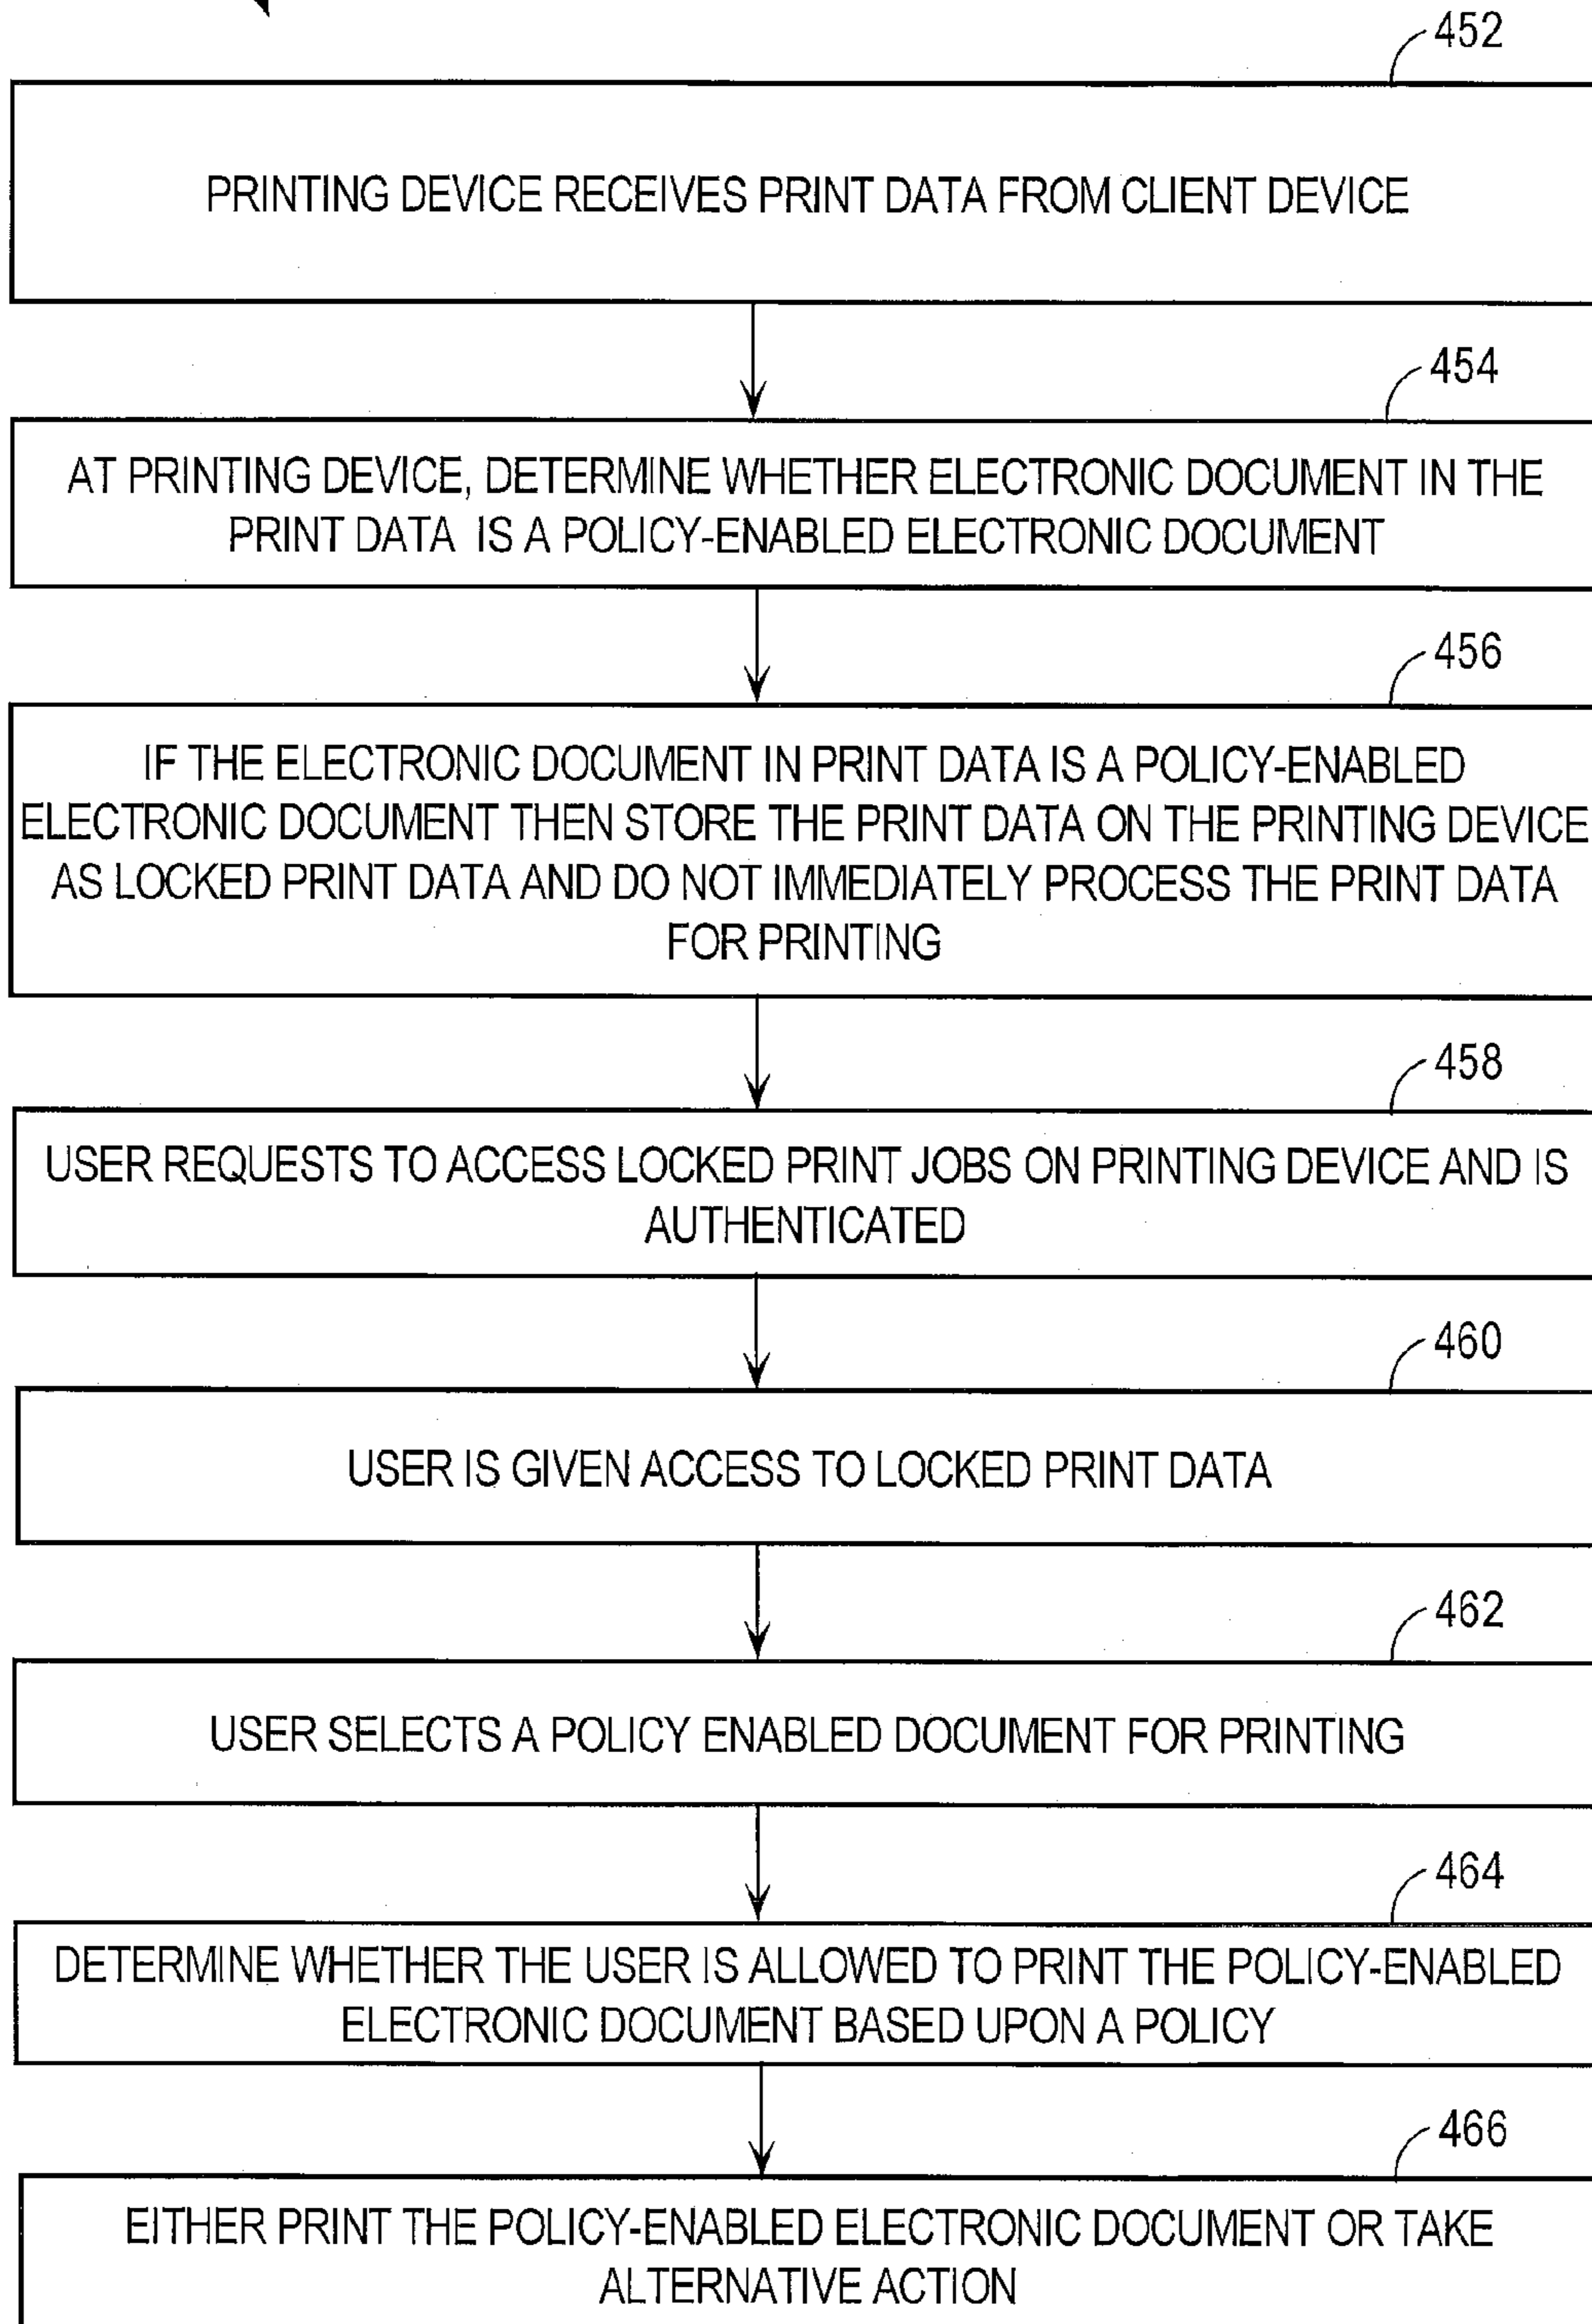 452
PRINTING DEVICE RECEIVES PRINT DATA FROM CLIENT DEVICE
454
AT PRINTING DEVICE, DETERMINE WHETHER ELECTRONIC DOCUMENT IN THE
PRINT DATA IS A POLICY-ENABLED ELECTRONIC DOCUMENT
456
IF THE ELECTRONIC DOCUMENT IN PRINT DATA IS A POLICY-ENABLED
ELECTRONIC DOCUMENT THEN STORE THE PRINT DATA ON THE PRINTING DEVICE
AS LOCKED PRINT DATA AND DO NOT IMMEDIATELY PROCESS THE PRINT DATA
FOR PRINTING
458
USER REQUESTS TO ACCESS LOCKED PRINT JOBS ON PRINTING DEVICE AND IS
AUTHENTICATED
460
USER IS GIVEN ACCESS TO LOCKED PRINT DATA
462
USER SELECTS A POLICY ENABLED DOCUMENT FOR PRINTING
464
DETERMINE WHETHER THE USER IS ALLOWED TO PRINT THE POLICY-ENABLED
ELECTRONIC DOCUMENT BASED UPON A POLICY
466
EITHER PRINT THE POLICY-ENABLED ELECTRONIC DOCUMENT OR TAKE
ALTERNATIVE ACTION